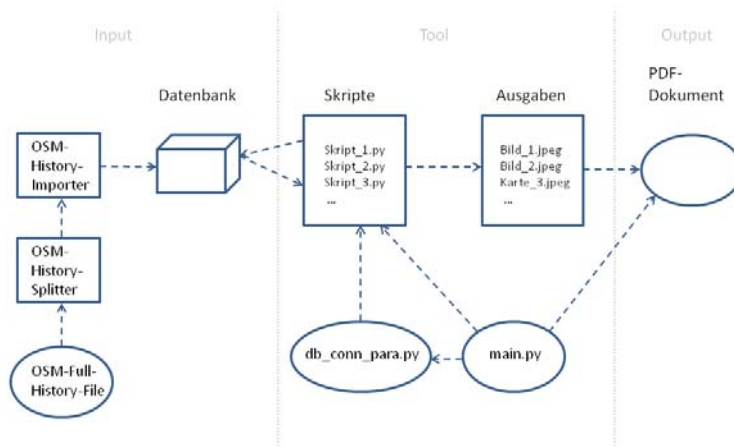 Input
Tool
Output
Datenbank
Skripte
Ausgaben
PDF-
Dokument
OSM-
History-
Importer
Skript_1.py
Skript_2.py
Skript_3.py
...
Bild_1.jpeg
Bild_2.jpeg
Karte_3.jpeg
...
OSM-
History-
Splitter
OSM-Full-
History-File
db_conn_para.py
main.py